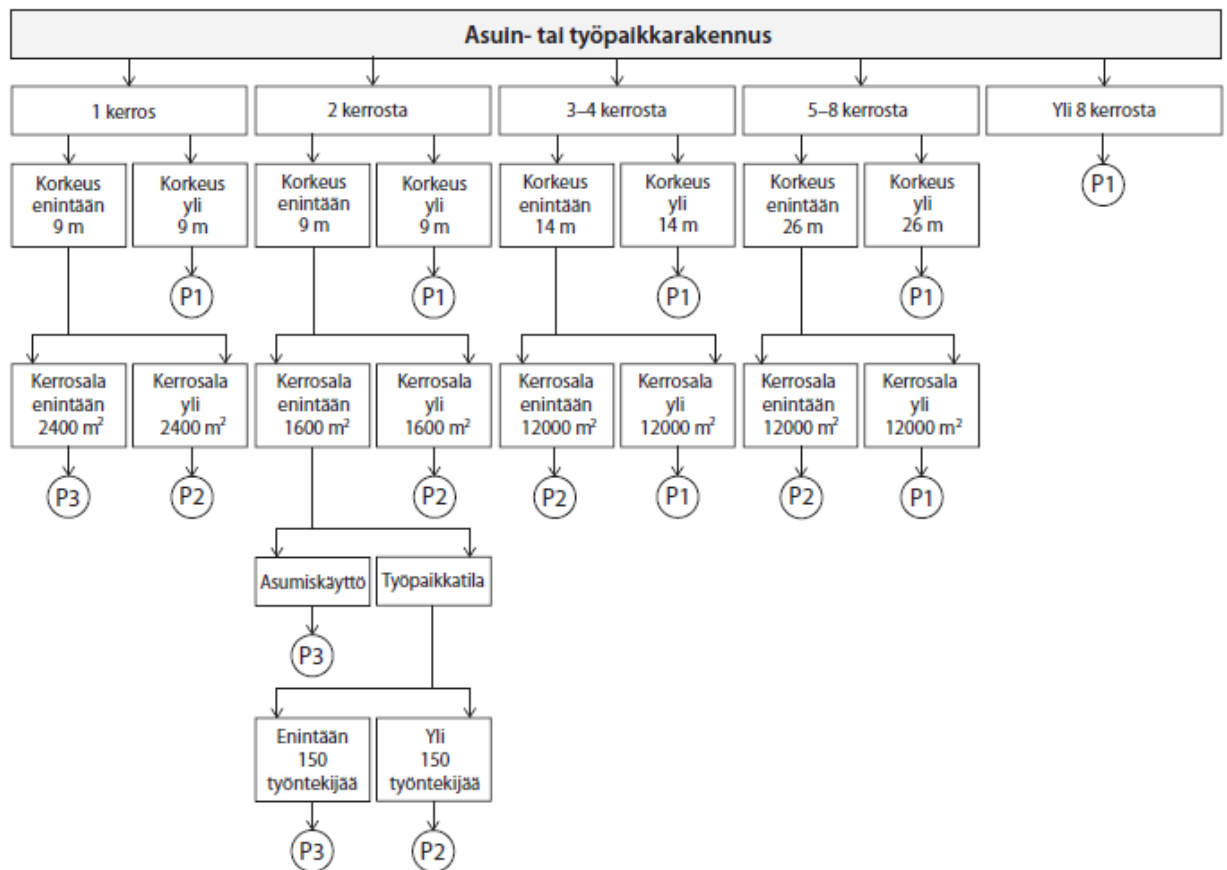 Asuin- tai työpaikkarakennus
1 kerros
2 kerrosta
3–4 kerrosta
5–8 kerrosta
Yli 8 kerrosta
Korkeus
enintään
9 m
Korkeus
yli
9 m
Korkeus
enintään
9 m
Korkeus
yli
9 m
Korkeus
enintään
14 m
Korkeus
yli
14 m
Korkeus
enintään
26 m
Korkeus
yli
26 m
P1
P1
P1
P1
P1
Kerrosala
enintään
2400 m²
Kerrosala
yli
2400 m²
Kerrosala
enintään
1600 m²
Kerrosala
yli
1600 m²
Kerrosala
enintään
12000 m²
Kerrosala
yli
12000 m²
Kerrosala
enintään
12000 m²
Kerrosala
yli
12000 m²
P3
P2
P2
P2
P1
P2
P1
Asumiskäyttö
Työpaikkatila
P3
Enintään
150
työntekijää
Yli
150
työntekijää
P3
P2